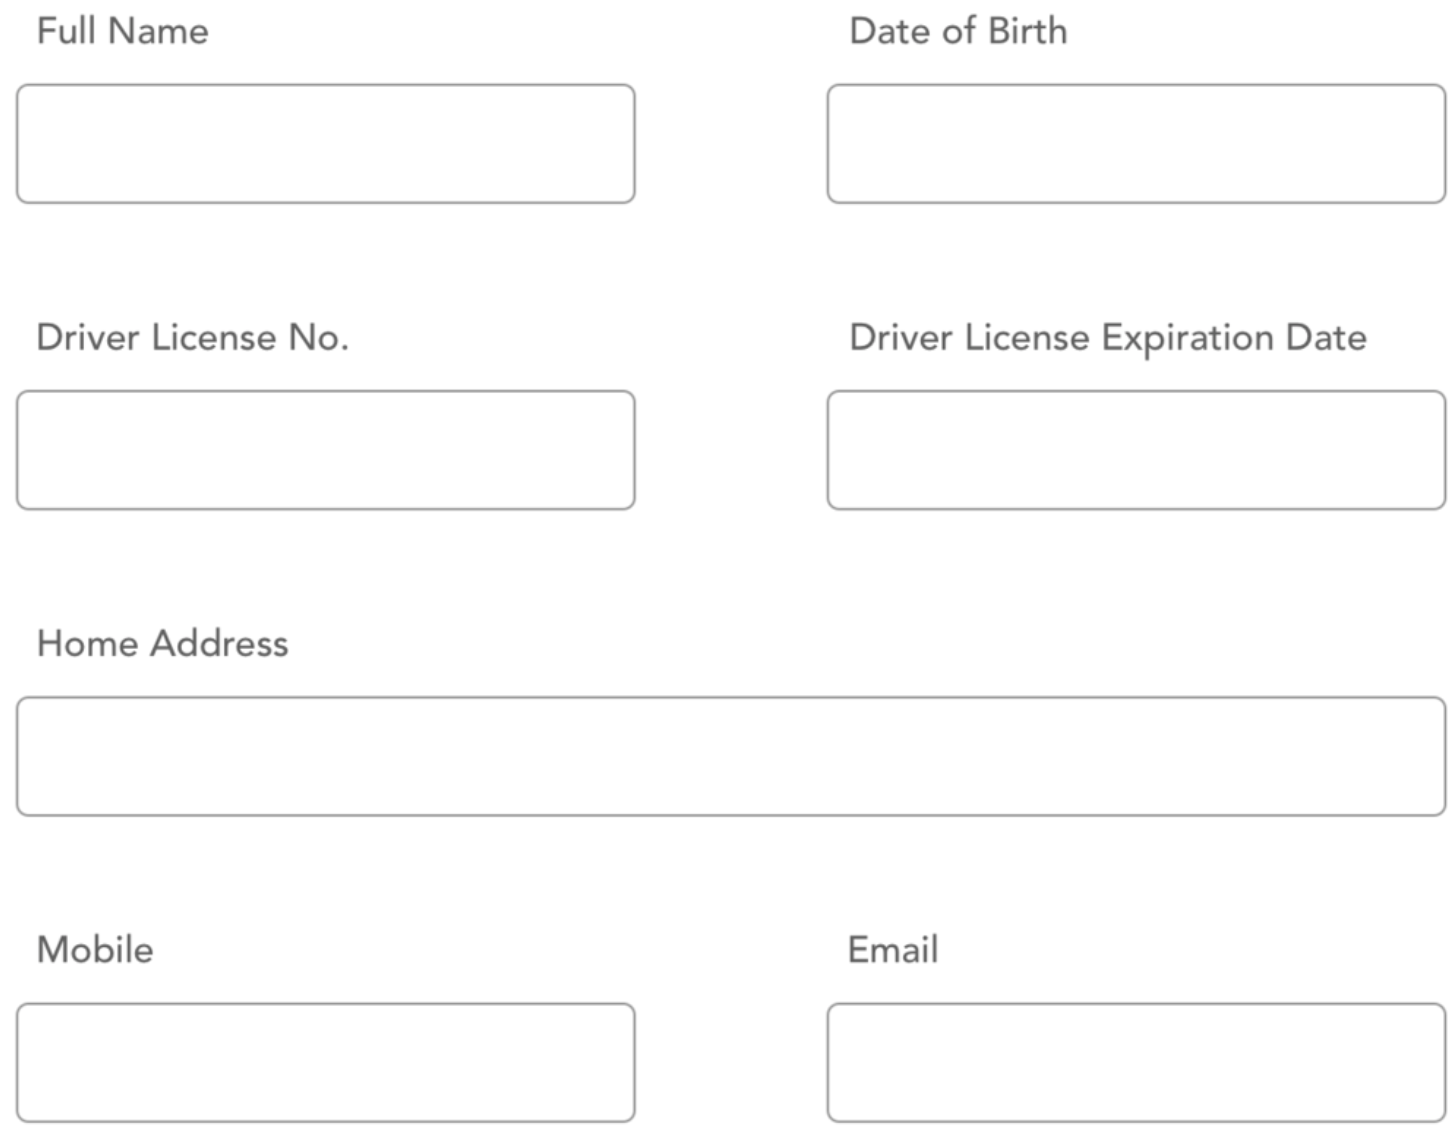 Full Name
Date of Birth
Driver License No.
Driver License Expiration Date
Home Address
Mobile
Email